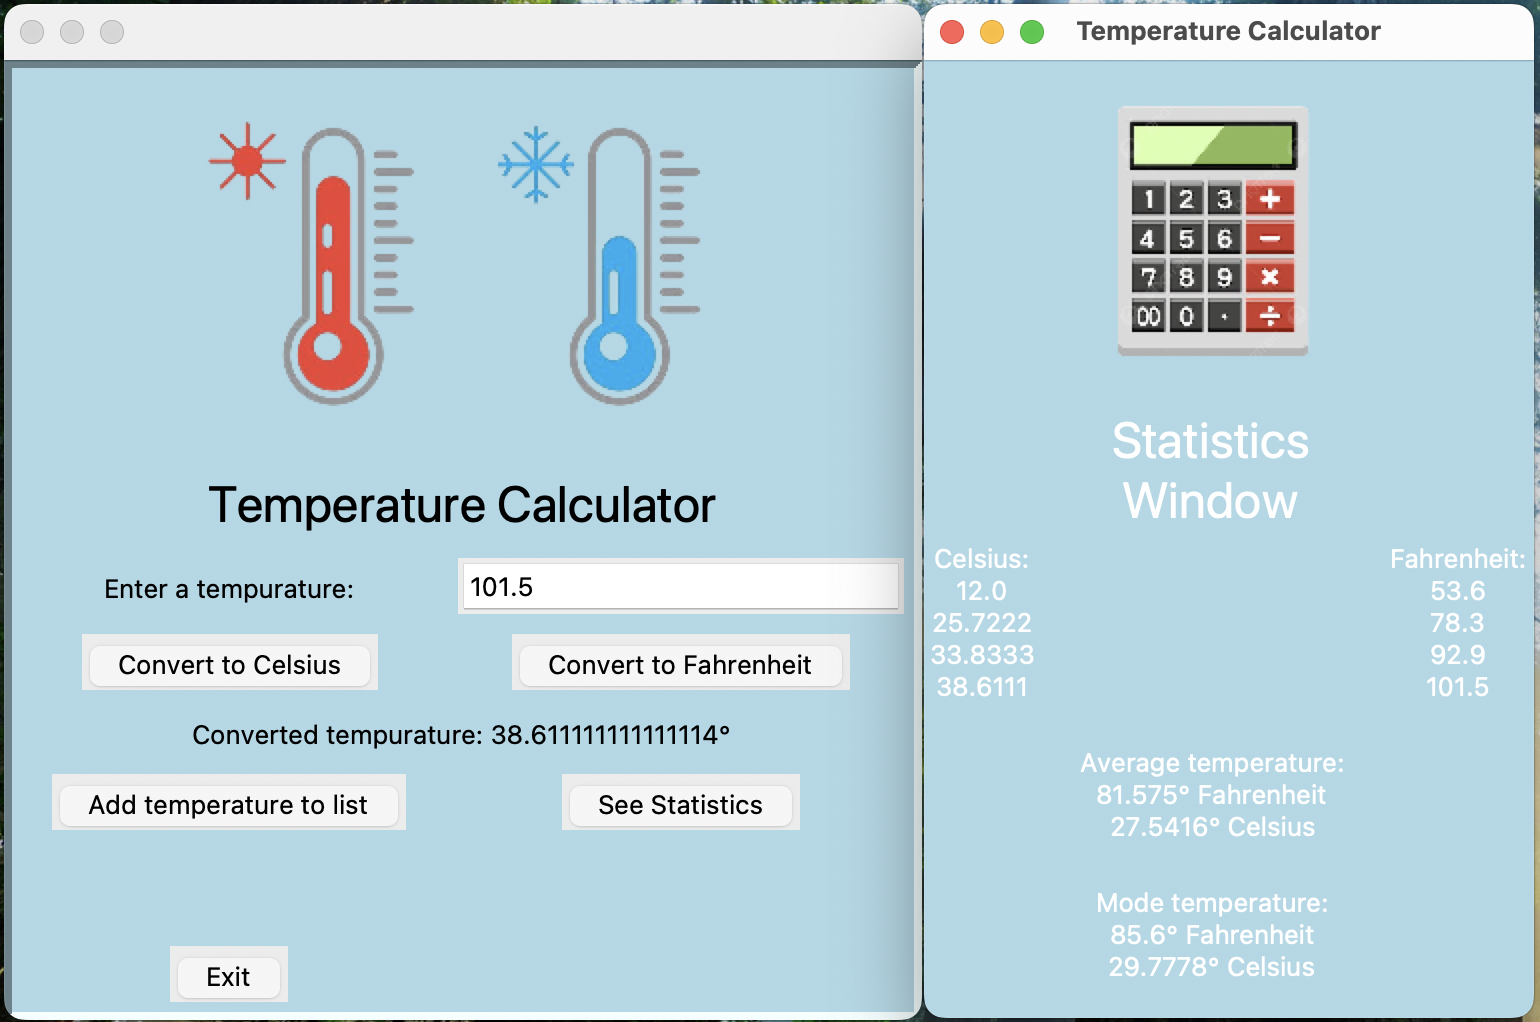 Temperature Calculator
Enter a tempurature:
101.5
Convert to Celsius
Convert to Fahrenheit
Converted tempurature: 38.611111111111114°
Add temperature to list
See Statistics
Exit
Temperature Calculator
1 2 3 +
4 5 6 −
7 8 9 ×
00 0 · ÷
Statistics
Window
Celsius: Fahrenheit:
12.0 53.6
25.7222 78.3
33.8333 92.9
38.6111 101.5
Average temperature:
81.575° Fahrenheit
27.5416° Celsius
Mode temperature:
85.6° Fahrenheit
29.7778° Celsius